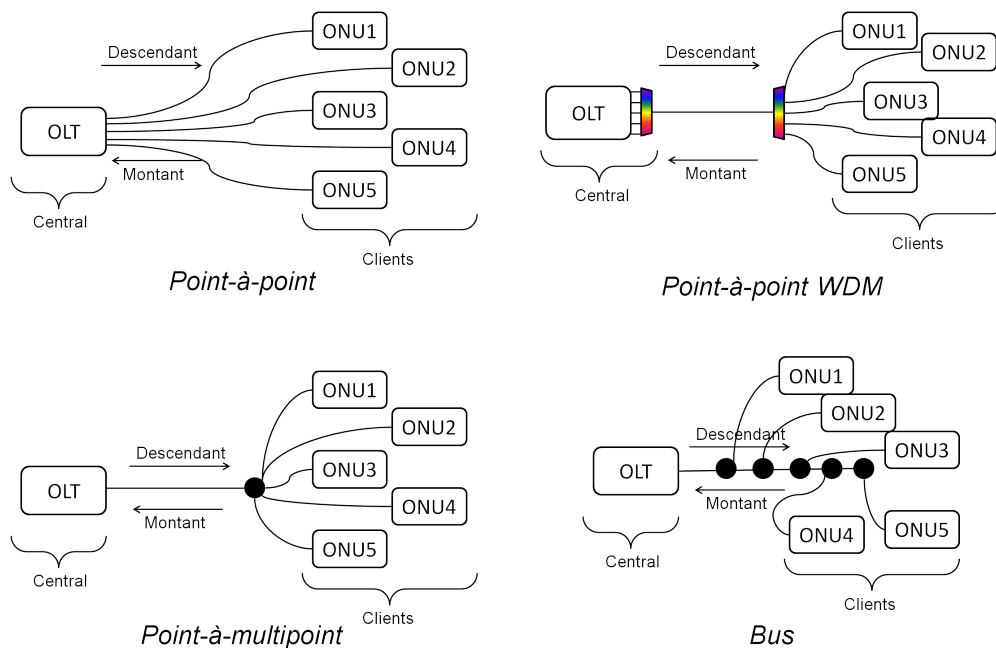 ONU1
Descendant
ONU2
ONU3
OLT
ONU4
Montant
ONU5
Central
Clients
Point-à-point
ONU1
Descendant
ONU2
ONU3
OLT
ONU4
Montant
ONU5
Central
Clients
Point-à-point WDM
ONU1
ONU2
Descendant
ONU3
OLT
ONU4
Montant
ONU5
Central
Clients
Point-à-multipoint
ONU1
ONU2
Descendant
ONU3
OLT
Montant
ONU4
ONU5
Central
Clients
Bus